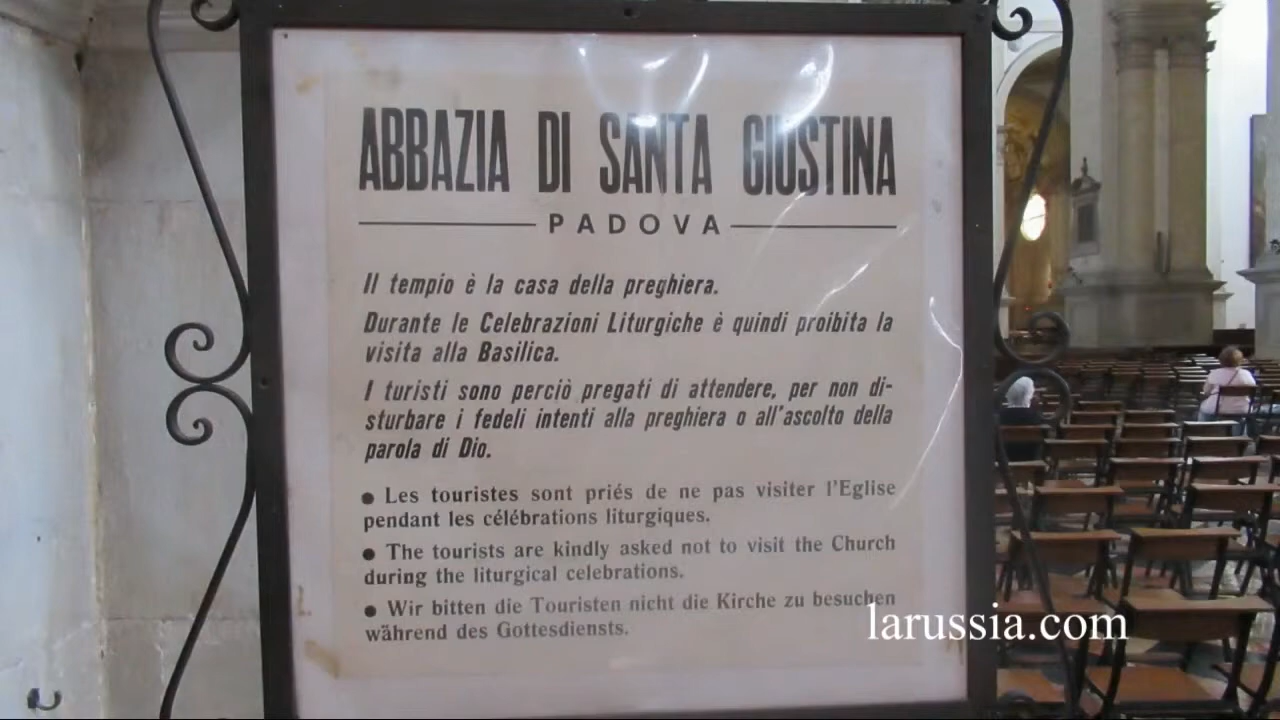 ABBAZIA DI SANTA GIUSTINA
PADOVA
Il tempio è la casa della preghiera.
Durante le Celebrazioni Liturgiche è quindi proibita la
visita alla Basilica.
I turisti sono perciò pregati di attendere, per non di-
sturbare i fedeli intenti alla preghiera o all'ascolto della
parola di Dio.
● Les touristes sont priés de ne pas visiter l'Eglise
pendant les célébrations liturgiques.
● The tourists are kindly asked not to visit the Church
during the liturgical celebrations.
● Wir bitten die Touristen nicht die Kirche zu besuchen
während des Gottesdiensts.
larussia.com